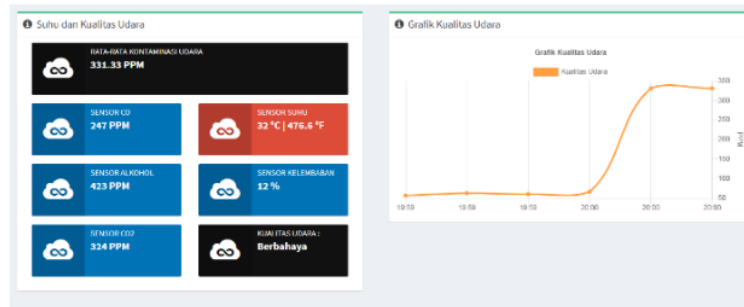 Suhu dan Kualitas Udara
RATA-RATA KONTAMINASI UDARA
331.33 PPM
SENSOR CO
247 PPM
SENSOR SUHU
32 °C | 476.6 °F
SENSOR ALKOHOL
423 PPM
SENSOR KELEMBABAN
12 %
SENSOR CO2
324 PPM
KUALITAS UDARA :
Berbahaya
Grafik Kualitas Udara
Grafik Kualitas Udara
Kualitas Udara
350
300
250
200
150
100
50
19:59
19:59
19:59
20:00
20:00
20:00